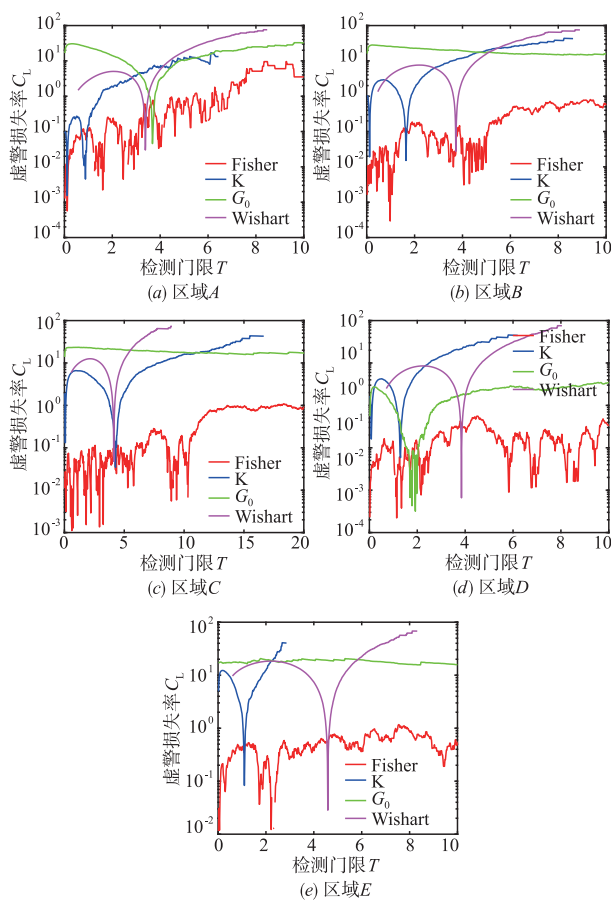 虚警损失率 C_L
10^2
10^1
10^0
10^-1
10^-2
10^-3
10^-4
Fisher
K
G_0
Wishart
0 2 4 6 8 10
检测门限 T
(a) 区域A
虚警损失率 C_L
10^2
10^1
10^0
10^-1
10^-2
10^-3
10^-4
Fisher
K
G_0
Wishart
0 2 4 6 8 10
检测门限 T
(b) 区域B
虚警损失率 C_L
10^2
10^1
10^0
10^-1
10^-2
10^-3
Fisher
K
G_0
Wishart
0 5 10 15 20
检测门限 T
(c) 区域C
虚警损失率 C_L
10^2
10^1
10^0
10^-1
10^-2
10^-3
10^-4
Fisher
K
G_0
Wishart
0 2 4 6 8 10
检测门限 T
(d) 区域D
虚警损失率 C_L
10^2
10^1
10^0
10^-1
10^-2
Fisher
K
G_0
Wishart
0 2 4 6 8 10
检测门限 T
(e) 区域E